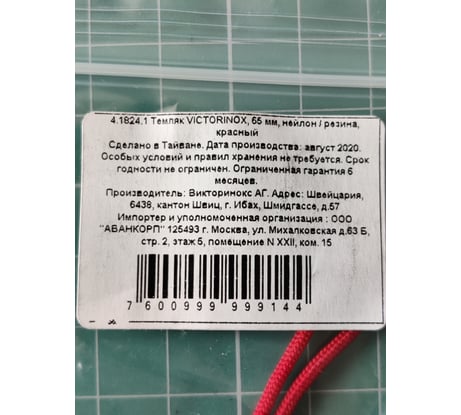 4.1824.1 Темляк VICTORINOX, 65 мм, нейлон / резина,
красный
Сделано в Тайване. Дата производства: август 2020.
Особых условий и правил хранения не требуется. Срок
годности не ограничен. Ограниченная гарантия 6
месяцев.
Производитель: Викторинокс АГ. Адрес: Швейцария,
6438, кантон Швиц, г. Ибах, Шмидгассе, д.57
Импортер и уполномоченная организация : ООО
"АВАНКОРП" 125493 г. Москва, ул. Михалковская д.63 Б,
стр. 2, этаж 5, помещение N XXII, ком. 15
7 600999 999144